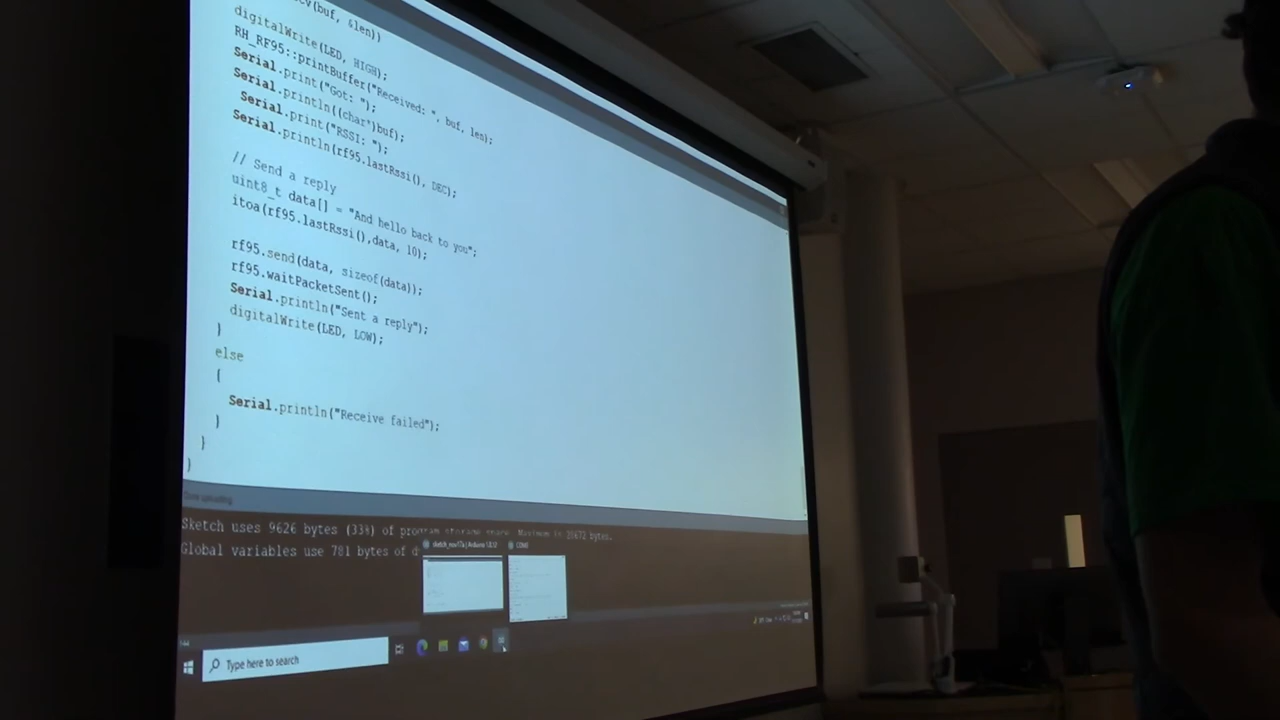 (buf, &len))
digitalWrite(LED, HIGH);
RH_RF95::printBuffer("Received: ", buf, len);
Serial.print("Got: ");
Serial.println((char*)buf);
Serial.print("RSSI: ");
Serial.println(rf95.lastRssi(), DEC);
// Send a reply
uint8_t data[] = "And hello back to you";
itoa(rf95.lastRssi(),data, 10);
rf95.send(data, sizeof(data));
rf95.waitPacketSent();
Serial.println("Sent a reply");
digitalWrite(LED, LOW);
}
else
{
Serial.println("Receive failed");
}
}
}
Done uploading.
Sketch uses 9626 bytes (33%) of program storage space. Maximum is 28672 bytes.
Global variables use 781 bytes of d
Type here to search